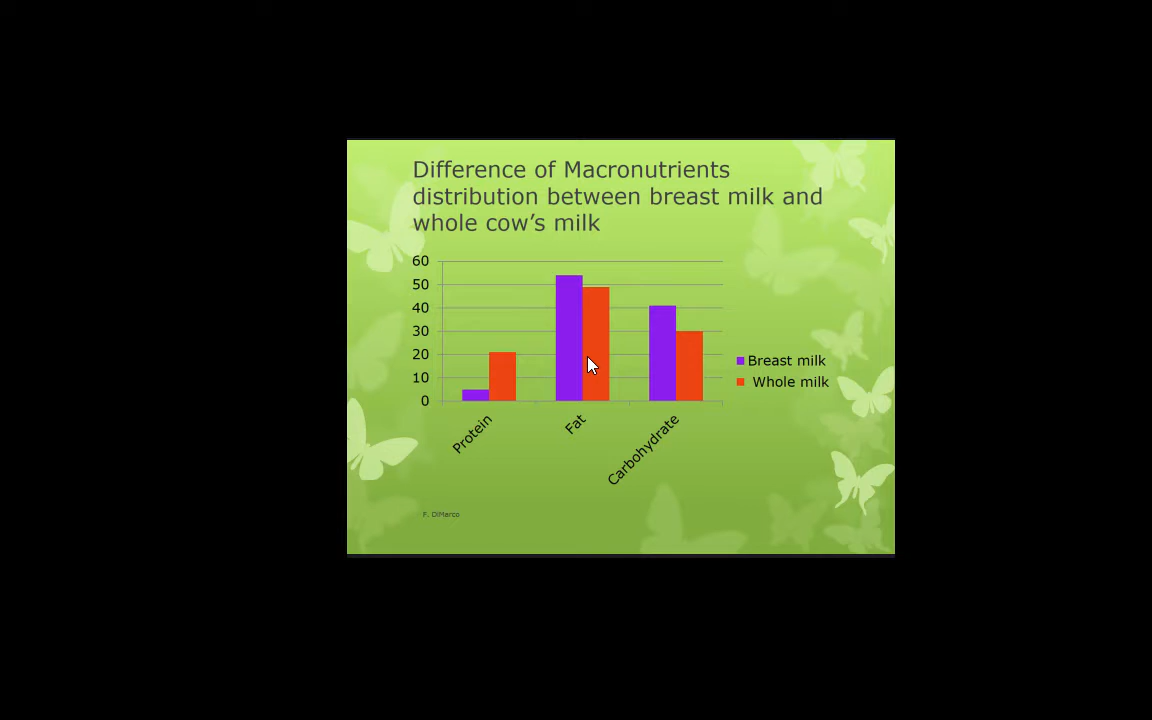 Difference of Macronutrients
distribution between breast milk and
whole cow’s milk
60
50
40
30
20
10
0
Protein
Fat
Carbohydrate
Breast milk
Whole milk
F. DiMarco